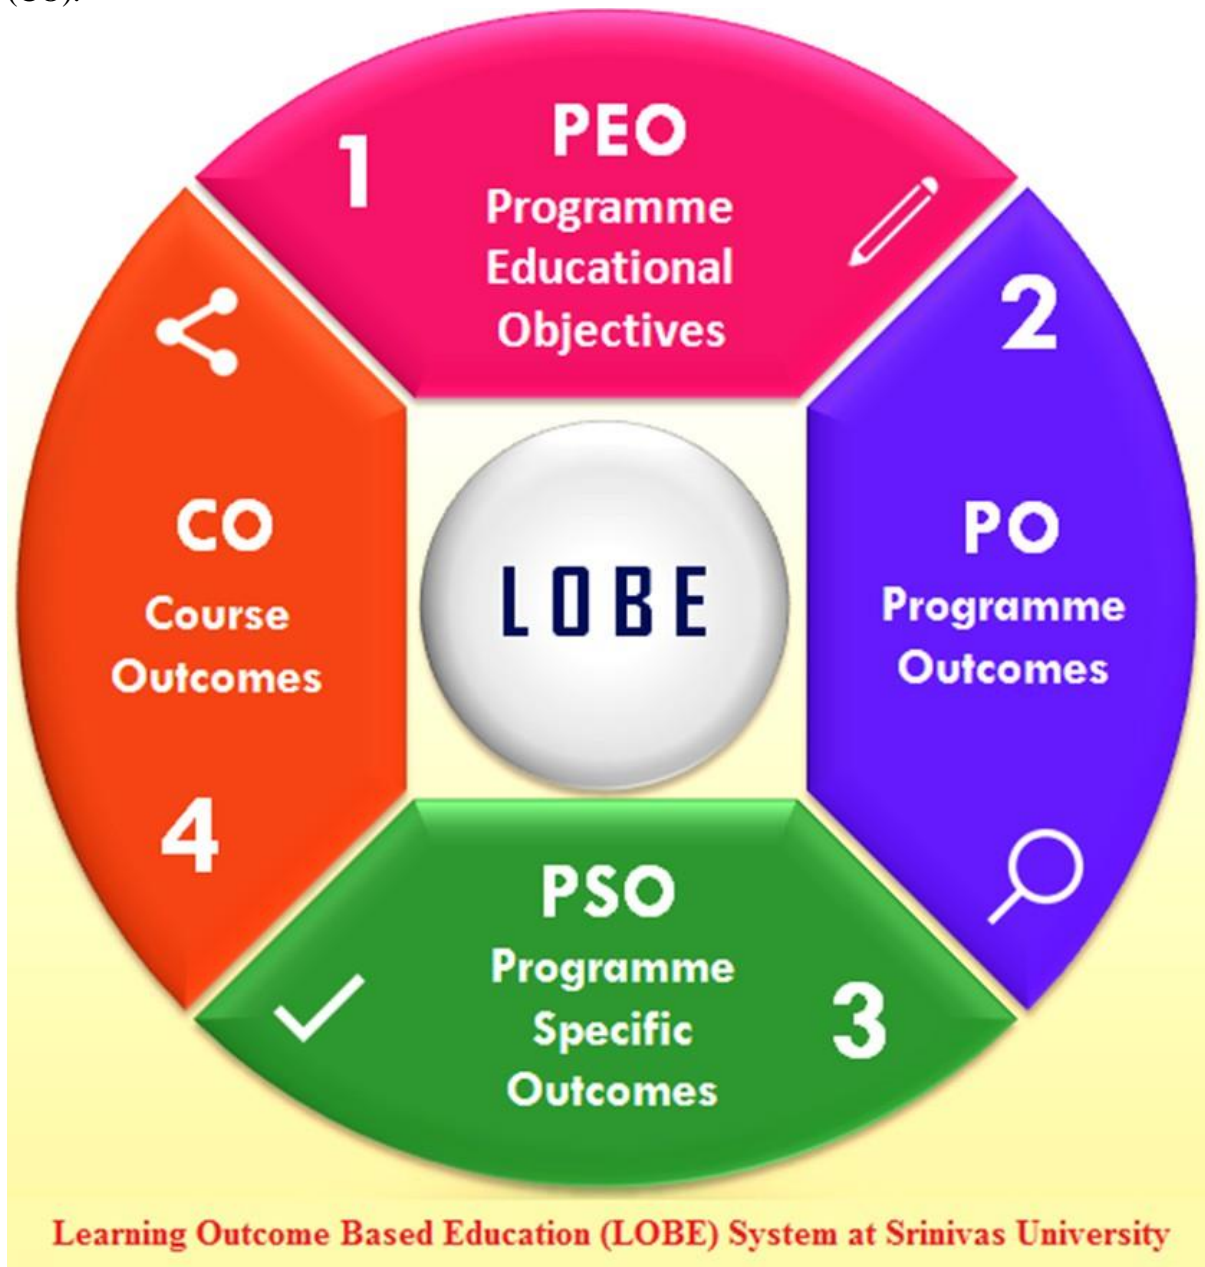 1
PEO
Programme
Educational
Objectives
2
PO
Programme
Outcomes
PSO
Programme
Specific
Outcomes
3
CO
Course
Outcomes
4
LOBE
Learning Outcome Based Education (LOBE) System at Srinivas University